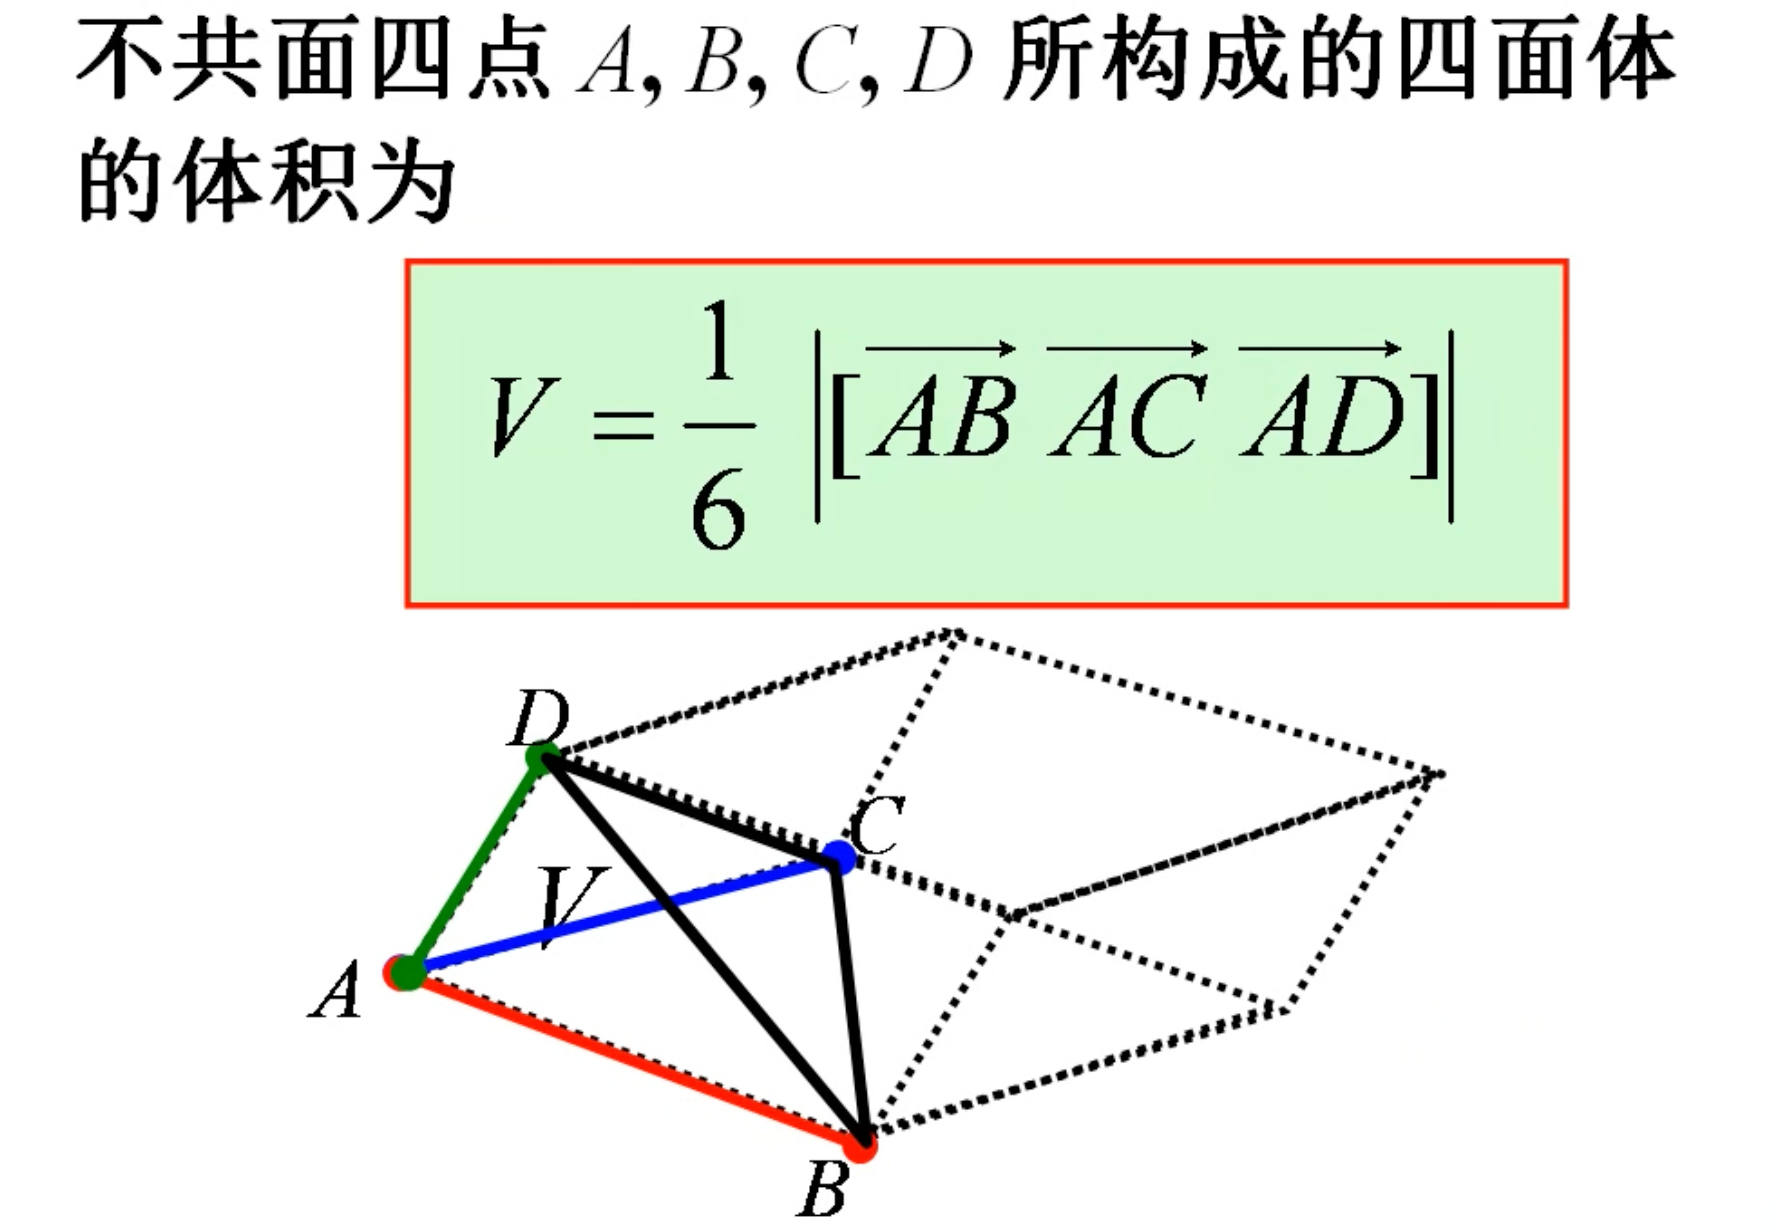 不共面四点 A, B, C, D 所构成的四面体
的体积为
V = \frac{1}{6} \left| [\overrightarrow{AB} \overrightarrow{AC} \overrightarrow{AD}] \right|
D
C
V
A
B